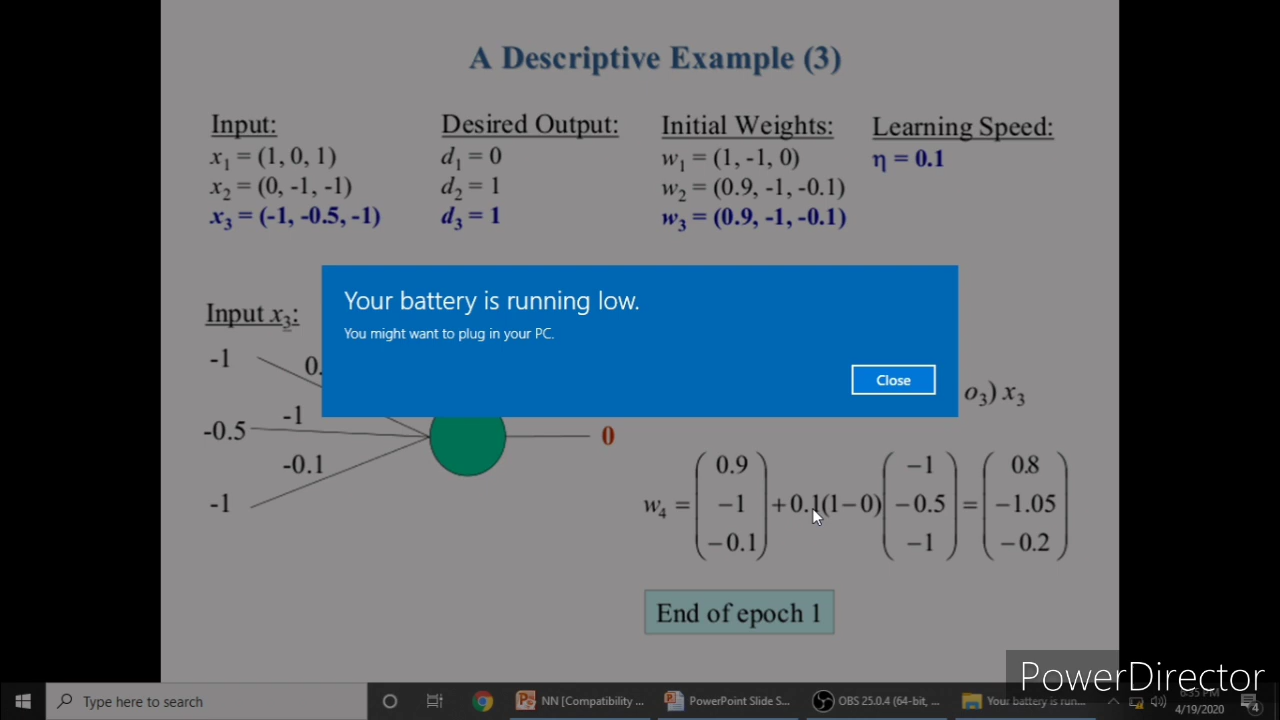 A Descriptive Example (3)
Input: Desired Output: Initial Weights: Learning Speed:
x₁ = (1, 0, 1) d₁ = 0 w₁ = (1, -1, 0) η = 0.1
x₂ = (0, -1, -1) d₂ = 1 w₂ = (0.9, -1, -0.1)
x₃ = (-1, -0.5, -1) d₃ = 1 w₃ = (0.9, -1, -0.1)
Your battery is running low.
You might want to plug in your PC.
Close
Input x₃:
-1 0.
-1
-0.5 0
-0.1
-1
o₃) x₃
0.9 −1 0.8
w₄ = −1 +0.1(1−0) −0.5 = −1.05
−0.1 −1 −0.2
End of epoch 1
PowerDirector
Type here to search NN [Compatibility ... PowerPoint Slide S... OBS 25.0.4 (64-bit, ... Your battery is run...
4/19/2020 4